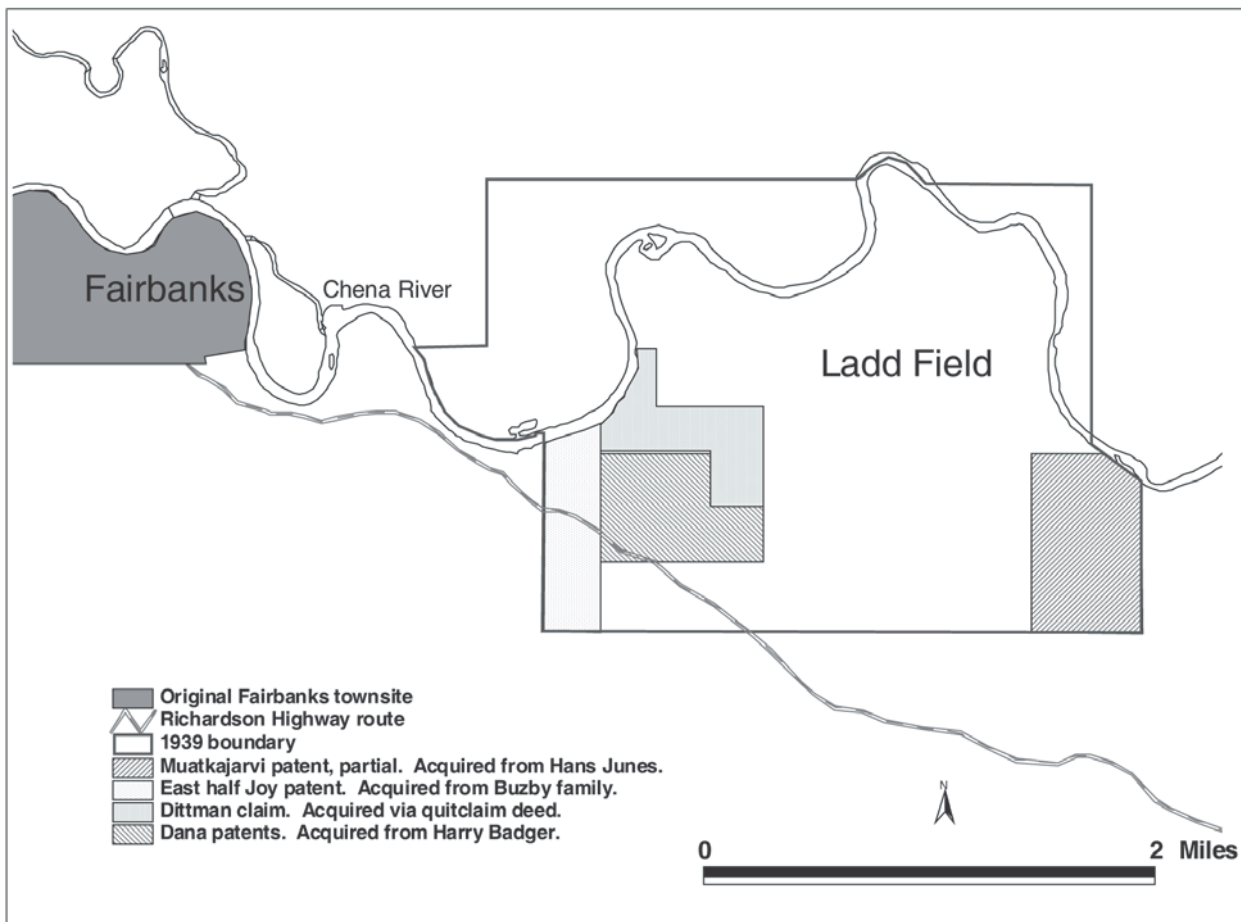 Fairbanks
Chena River
Ladd Field
Original Fairbanks townsite
Richardson Highway route
1939 boundary
Muatkajarvi patent, partial.  Acquired from Hans Junes.
East half Joy patent.  Acquired from Buzby family.
Dittman claim.  Acquired via quitclaim deed.
Dana patents.  Acquired from Harry Badger.
N
0 2 Miles